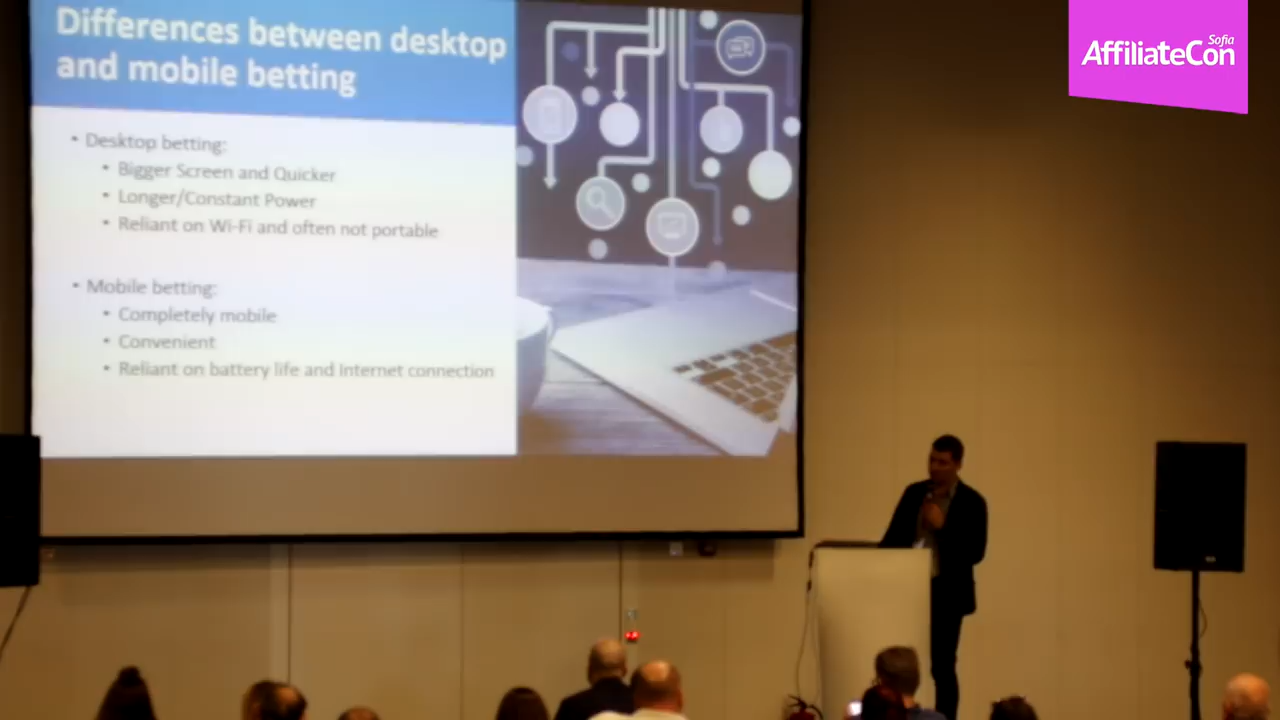 Differences between desktop
and mobile betting
• Desktop betting:
• Bigger Screen and Quicker
• Longer/Constant Power
• Reliant on Wi-Fi and often not portable
• Mobile betting:
• Completely mobile
• Convenient
• Reliant on battery life and Internet connection
Sofia
AffiliateCon